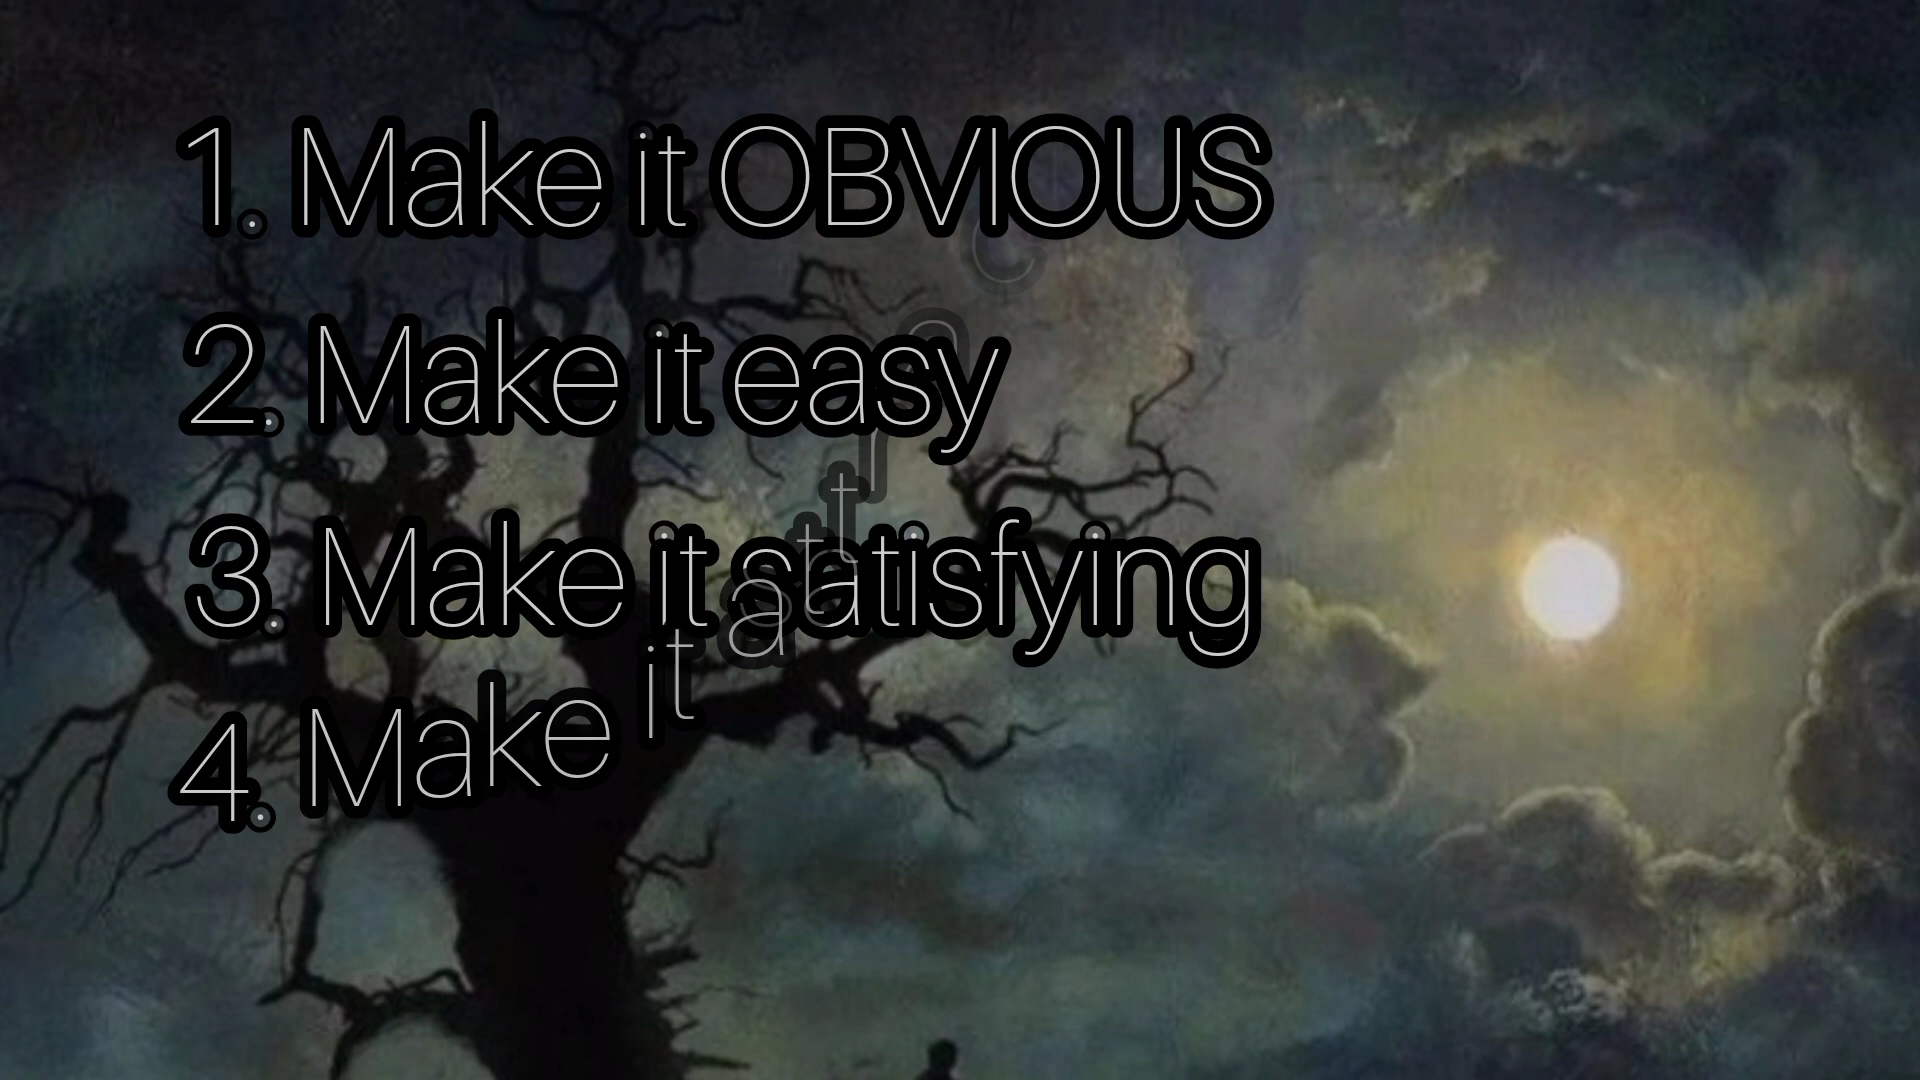 1. Make it OBVIOUS
2. Make it easy
3. Make it satisfying
4. Make it